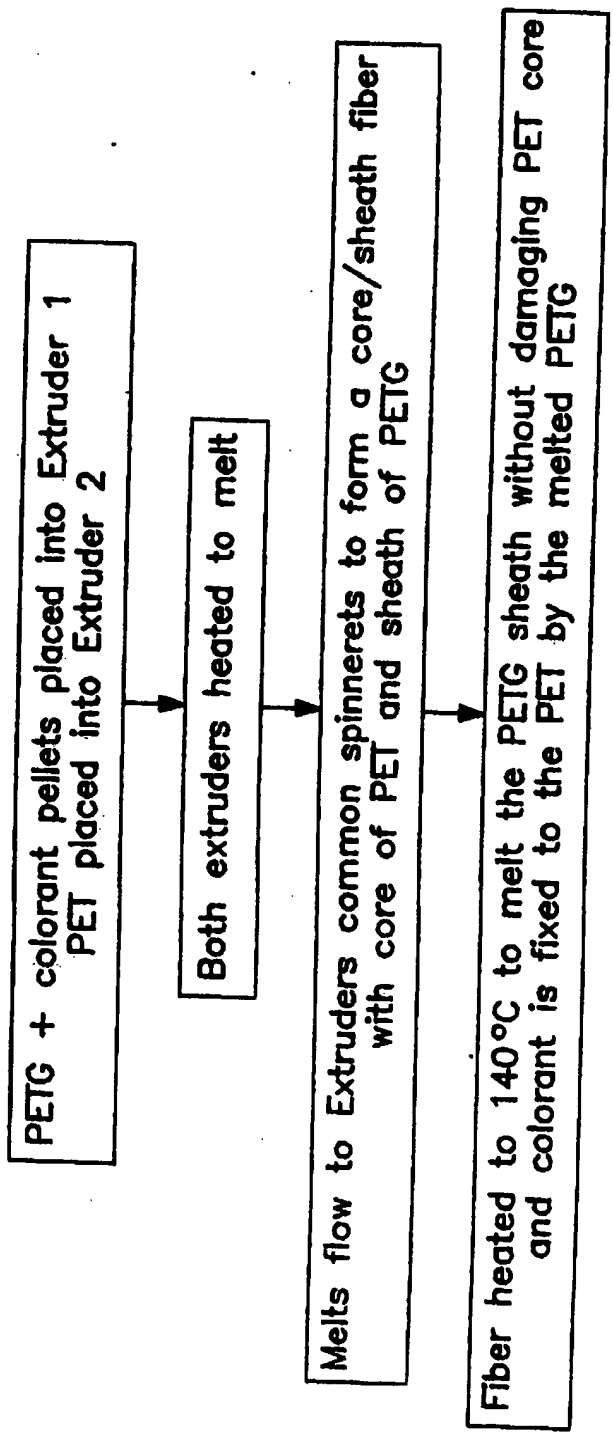 PETG + colorant pellets placed into Extruder 1
PET placed into Extruder 2
Both extruders heated to melt
Melts flow to Extruders common spinnerets to form a core/sheath fiber
with core of PET and sheath of PETG
Fiber heated to 140°C to melt the PETG sheath without damaging PET core
and colorant is fixed to the PET by the melted PETG